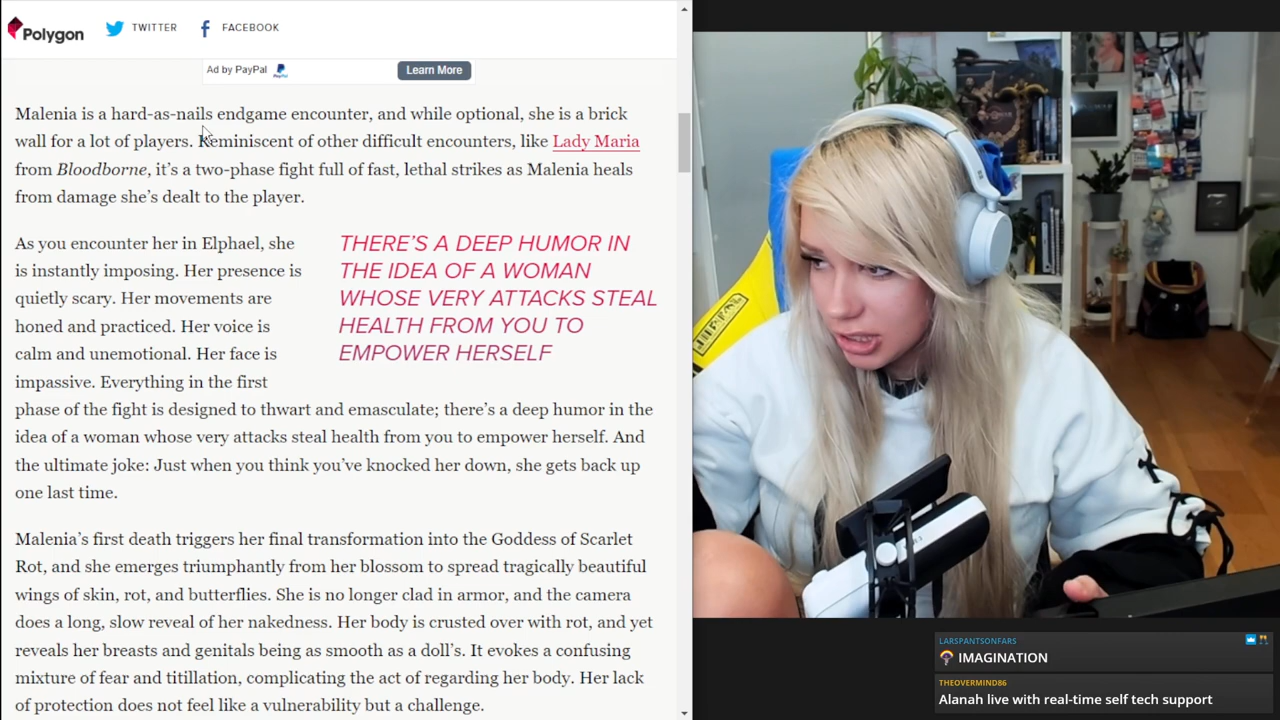 Polygon
TWITTER
FACEBOOK
Ad by PayPal
Learn More
Malenia is a hard-as-nails endgame encounter, and while optional, she is a brick
wall for a lot of players. Reminiscent of other difficult encounters, like Lady Maria
from Bloodborne, it’s a two-phase fight full of fast, lethal strikes as Malenia heals
from damage she’s dealt to the player.
As you encounter her in Elphael, she
is instantly imposing. Her presence is
quietly scary. Her movements are
honed and practiced. Her voice is
calm and unemotional. Her face is
impassive. Everything in the first
phase of the fight is designed to thwart and emasculate; there’s a deep humor in the
idea of a woman whose very attacks steal health from you to empower herself. And
the ultimate joke: Just when you think you’ve knocked her down, she gets back up
one last time.
THERE’S A DEEP HUMOR IN
THE IDEA OF A WOMAN
WHOSE VERY ATTACKS STEAL
HEALTH FROM YOU TO
EMPOWER HERSELF
Malenia’s first death triggers her final transformation into the Goddess of Scarlet
Rot, and she emerges triumphantly from her blossom to spread tragically beautiful
wings of skin, rot, and butterflies. She is no longer clad in armor, and the camera
does a long, slow reveal of her nakedness. Her body is crusted over with rot, and yet
reveals her breasts and genitals being as smooth as a doll’s. It evokes a confusing
mixture of fear and titillation, complicating the act of regarding her body. Her lack
of protection does not feel like a vulnerability but a challenge.
LARSPANTSONFARS
IMAGINATION
THEOVERMIND86
Alanah live with real-time self tech support